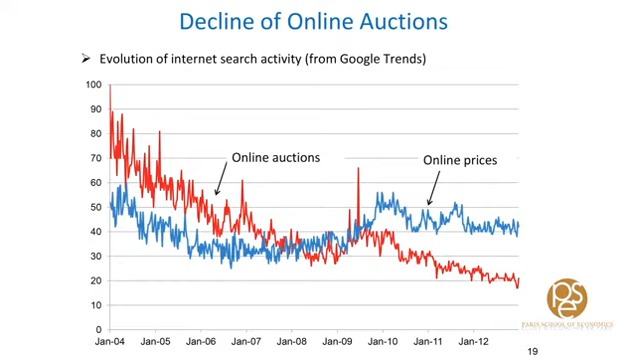 Decline of Online Auctions
➢ Evolution of internet search activity (from Google Trends)
100
90
80
70
60
50
40
30
20
10
0
Online auctions
Online prices
Jan-04 Jan-05 Jan-06 Jan-07 Jan-08 Jan-09 Jan-10 Jan-11 Jan-12
pse
PARIS SCHOOL OF ECONOMICS
19